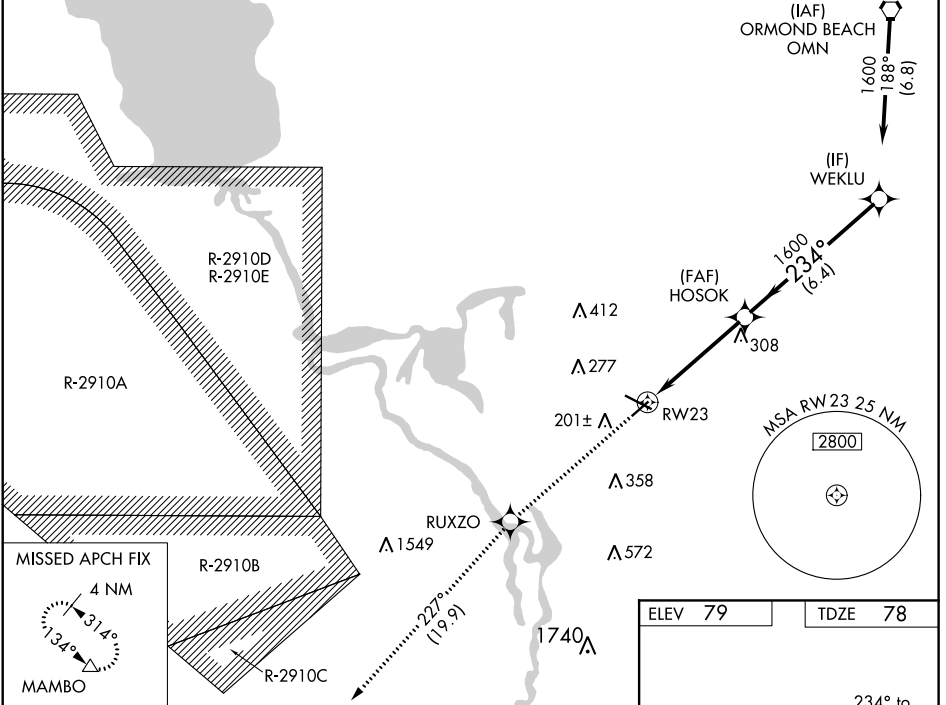 (IAF)
ORMOND BEACH
OMN
1600
188°
(6.8)
(IF)
WEKLU
1600
234°
(6.4)
(FAF)
HOSOK
308
412
277
RW23
201±
358
572
R-2910D
R-2910E
R-2910A
MSA RW23 25 NM
2800
RUXZO
1549
R-2910B
227°
(19.9)
1740
R-2910C
MISSED APCH FIX
4 NM
314°
134°
MAMBO
ELEV 79
TDZE 78
234° to